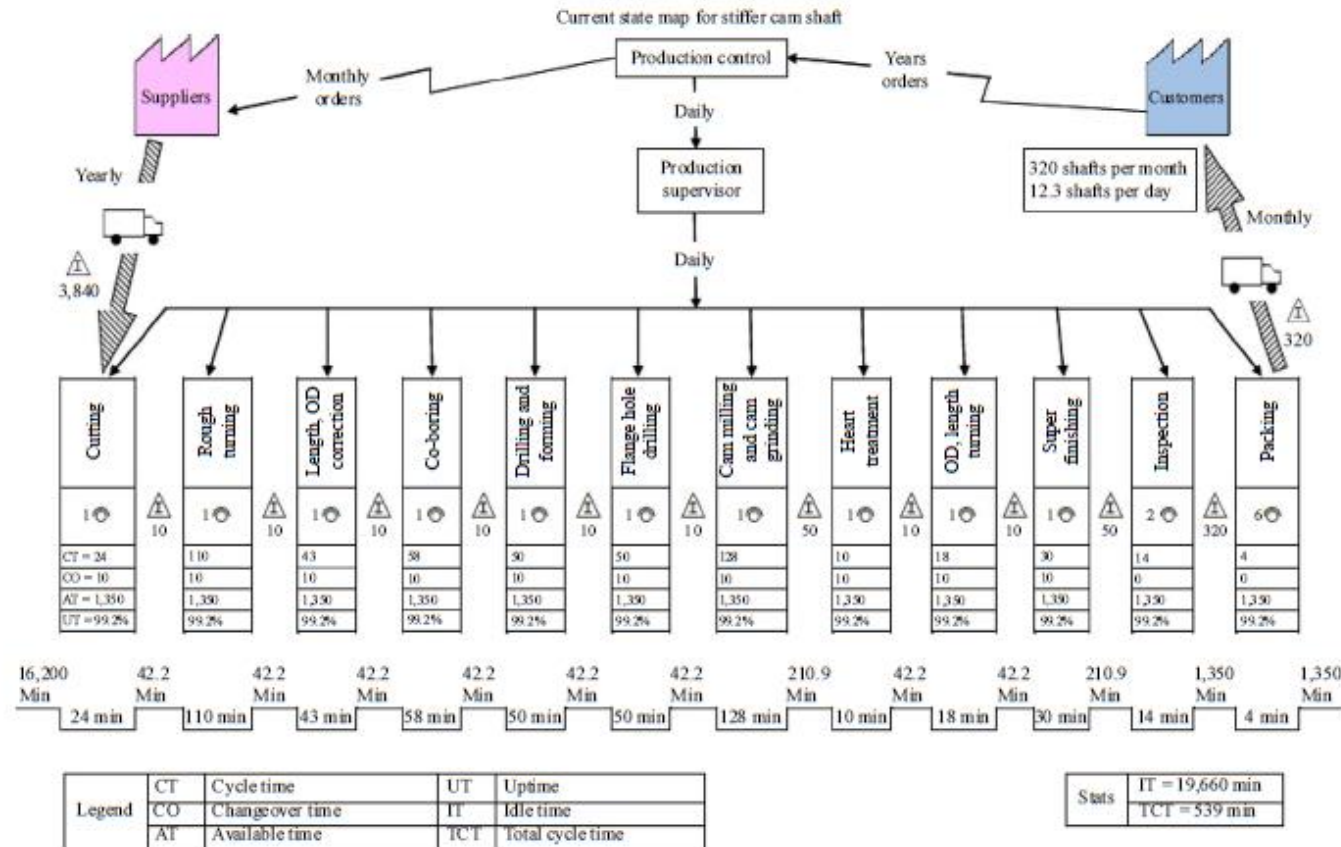 Current state map for stiffer cam shaft
Production control
Monthly
orders
Years
orders
Suppliers
Customers
Daily
Yearly
Production
supervisor
320 shafts per month
12.3 shafts per day
Monthly
Daily
I
3,840
I
320
Cutting
Rough
turning
Length, OD
correction
Co-boring
Drilling and
forming
Flange hole
drilling
Cam milling
and cam
grinding
Heart
treatment
OD, length
turning
Super
finishing
Inspection
Packing
1 I 1 I 1 I 1 I 1 I 1 I 1 I 1 I 1 I 1 I 2 I 6
10 10 10 10 10 10 50 10 10 50 320
CT = 24 110 43 58 50 50 128 10 18 30 14 4
CO = 10 10 10 10 10 10 10 10 10 10 0 0
AT = 1,350 1,350 1,350 1,350 1,350 1,350 1,350 1,350 1,350 1,350 1,350 1,350
UT = 99.2% 99.2% 99.2% 99.2% 99.2% 99.2% 99.2% 99.2% 99.2% 99.2% 99.2% 99.2%
16,200 42.2 42.2 42.2 42.2 42.2 42.2 210.9 42.2 42.2 210.9 1,350 1,350
Min Min Min Min Min Min Min Min Min Min Min Min Min
24 min 110 min 43 min 58 min 50 min 50 min 128 min 10 min 18 min 30 min 14 min 4 min
Legend
CT Cycle time UT Uptime
CO Changeover time IT Idle time
AT Available time TCT Total cycle time
Stats
IT = 19,660 min
TCT = 539 min